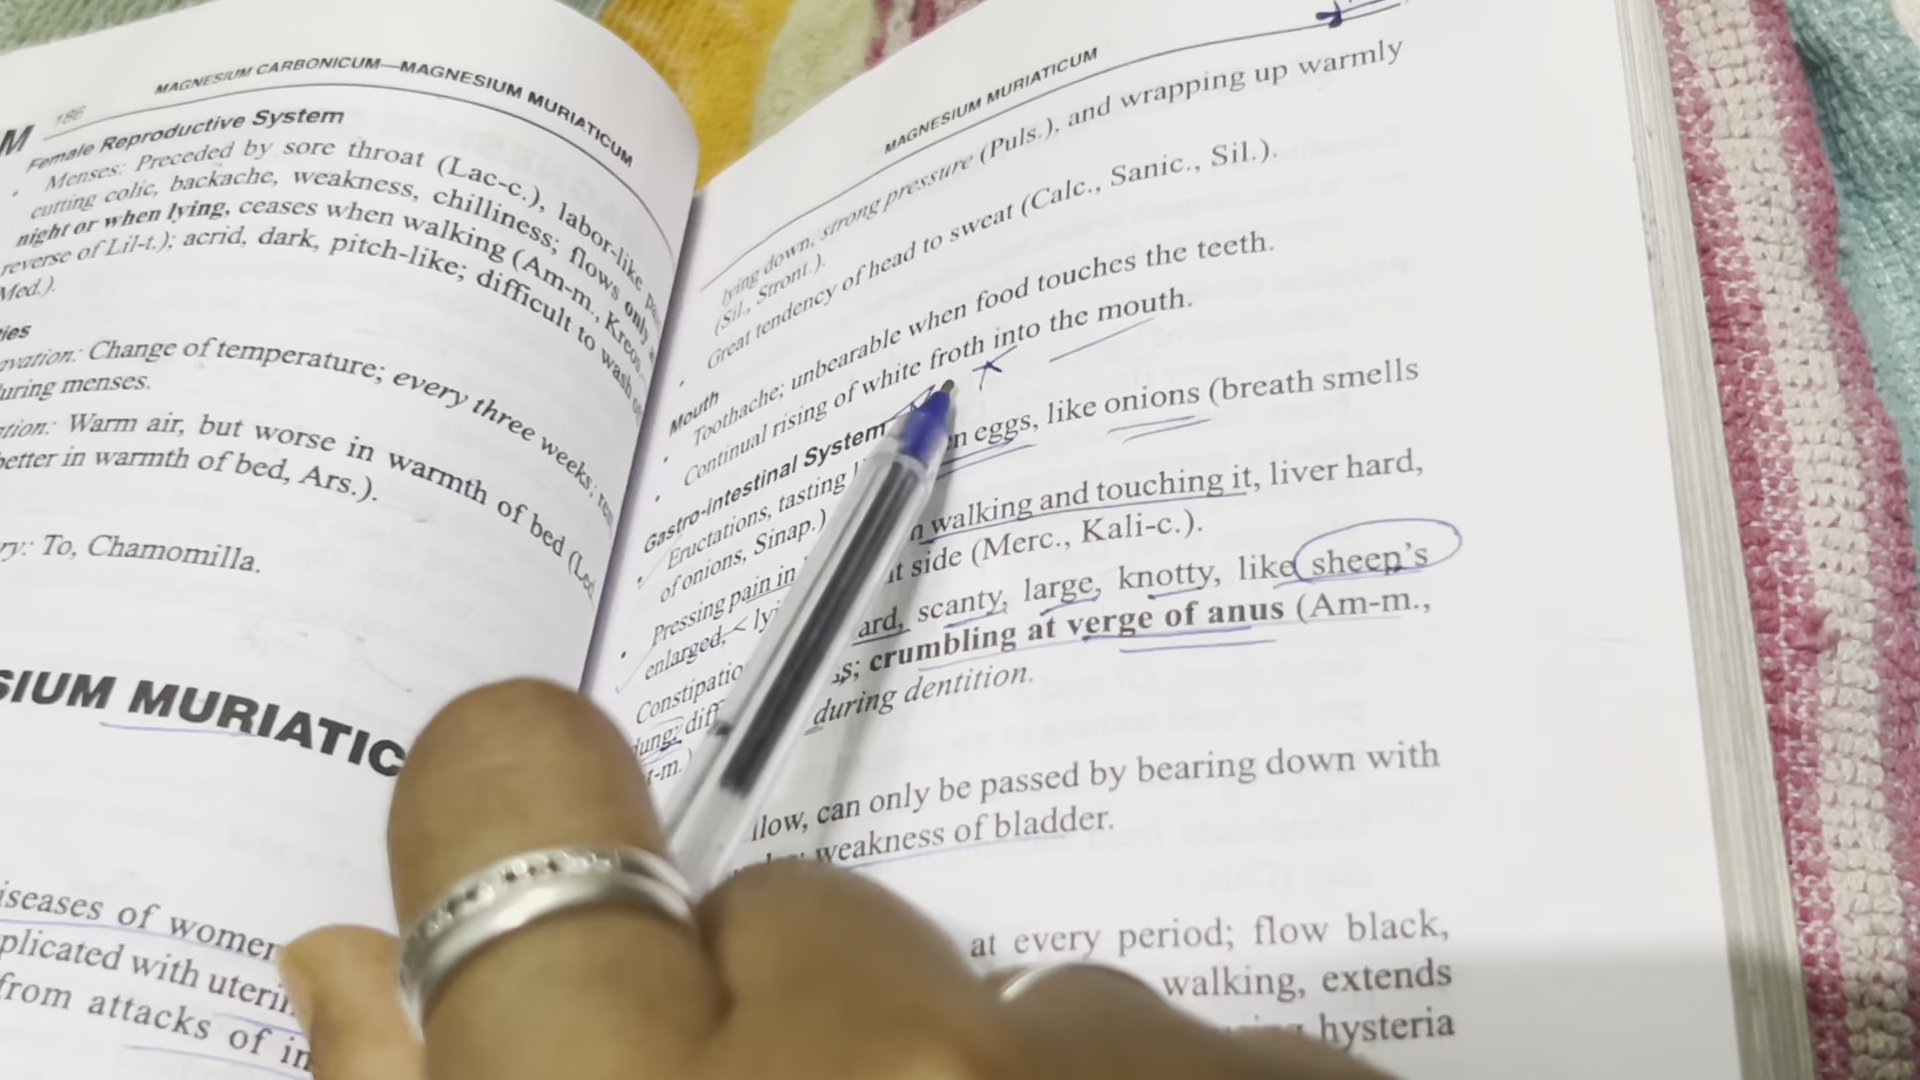 186
MAGNESIUM CARBONICUM—MAGNESIUM MURIATICUM
M
Female Reproductive System
• Menses: Preceded by sore throat (Lac-c.), labor-like
cutting colic, backache, weakness, chilliness; flows only
night or when lying, ceases when walking (Am-m., Kreos
reverse of Lil-t.); acrid, dark, pitch-like; difficult to wash
Med.).
ies
avation: Change of temperature; every three weeks;
during menses.
ation: Warm air, but worse in warmth of bed
better in warmth of bed, Ars.).
ry: To, Chamomilla.
SIUM MURIATIC
iseases of women
plicated with uteri
from attacks of in
MAGNESIUM MURIATICUM
lying down, strong pressure (Puls.), and wrapping up warmly
(Sil., Stront.).
• Great tendency of head to sweat (Calc., Sanic., Sil.).
Mouth
• Toothache; unbearable when food touches the teeth.
• Continual rising of white froth into the mouth.
Gastro-intestinal System
• Eructations, tasting l n eggs, like onions (breath smells
of onions, Sinap.)
• Pressing pain in n walking and touching it, liver hard,
enlarged, < lyi t side (Merc., Kali-c.).
Constipatio ard, scanty, large, knotty, like sheep's
dung; diff s; crumbling at verge of anus (Am-m.,
t-m.) during dentition.
llow, can only be passed by bearing down with
weakness of bladder.
at every period; flow black,
walking, extends
hysteria